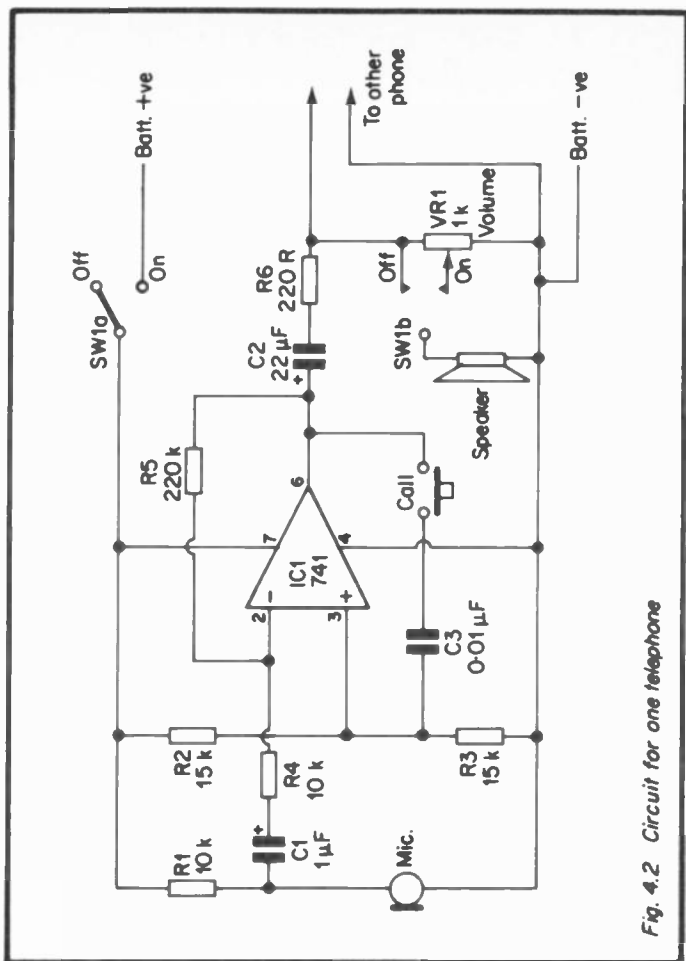 Off
SW1a
On
Batt. +ve
R5
220 k
C2
22 µF
+
R6
220 R
To other
phone
R1
10 k
R2
15 k
2
-
7
IC1
741
6
3
+
4
Off
VR1
1 k
Volume
On
C1
1 µF
+
R4
10 k
Call
SW1b
Batt. -ve
Mic.
R3
15 k
C3
0·01 µF
Speaker
Fig. 4.2 Circuit for one telephone